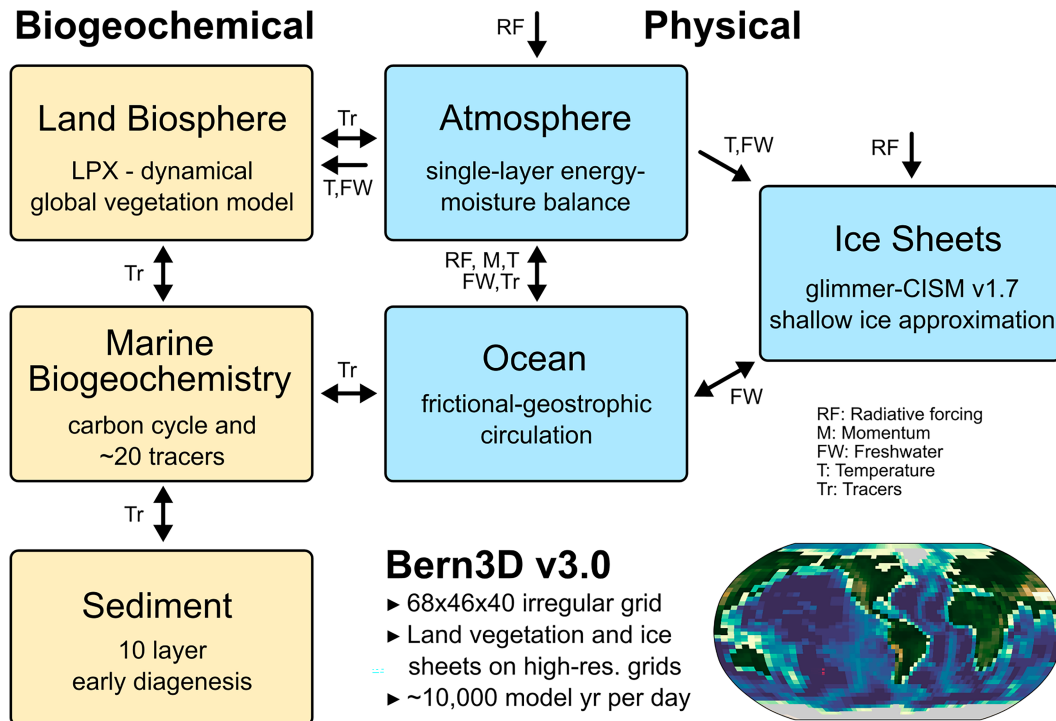 Biogeochemical
Physical
RF
Land Biosphere
LPX - dynamical
global vegetation model
Tr
T,FW
Atmosphere
single-layer energy-
moisture balance
T,FW
RF
Ice Sheets
glimmer-CISM v1.7
shallow ice approximation
Tr
RF, M,T
FW,Tr
Marine
Biogeochemistry
carbon cycle and
~20 tracers
Tr
Ocean
frictional-geostrophic
circulation
FW
RF: Radiative forcing
M: Momentum
FW: Freshwater
T: Temperature
Tr: Tracers
Tr
Sediment
10 layer
early diagenesis
Bern3D v3.0
▸ 68x46x40 irregular grid
▸ Land vegetation and ice
sheets on high-res. grids
▸ ~10,000 model yr per day